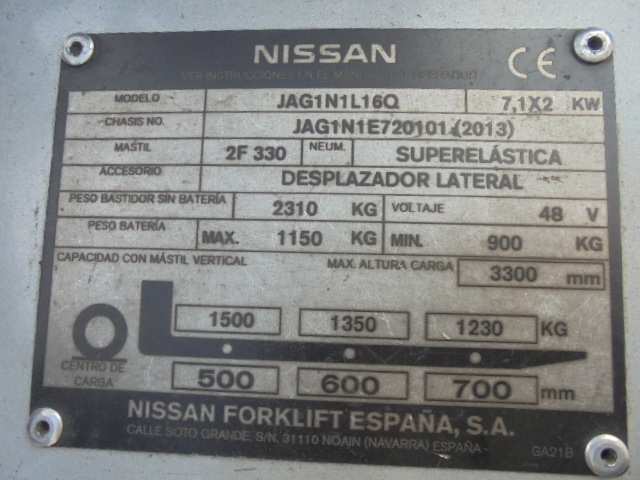 NISSAN
VER INSTRUCCIONES EN EL MANUAL DEL OPERADOR
CE
MODELO JAG1N1L16Q 7,1X2 KW
CHASIS NO. JAG1N1E720101 (2013)
MASTIL 2F 330 NEUM. SUPERELÁSTICA
ACCESORIO DESPLAZADOR LATERAL
PESO BASTIDOR SIN BATERÍA 2310 KG VOLTAJE 48 V
PESO BATERÍA MAX. 1150 KG MIN. 900 KG
CAPACIDAD CON MÁSTIL VERTICAL MAX. ALTURA CARGA 3300 mm
1500 1350 1230 KG
CENTRO DE CARGA 500 600 700 mm
NISSAN FORKLIFT ESPAÑA, S.A.
CALLE SOTO GRANDE, S/N, 31110 NOAIN (NAVARRA) ESPAÑA GA21B